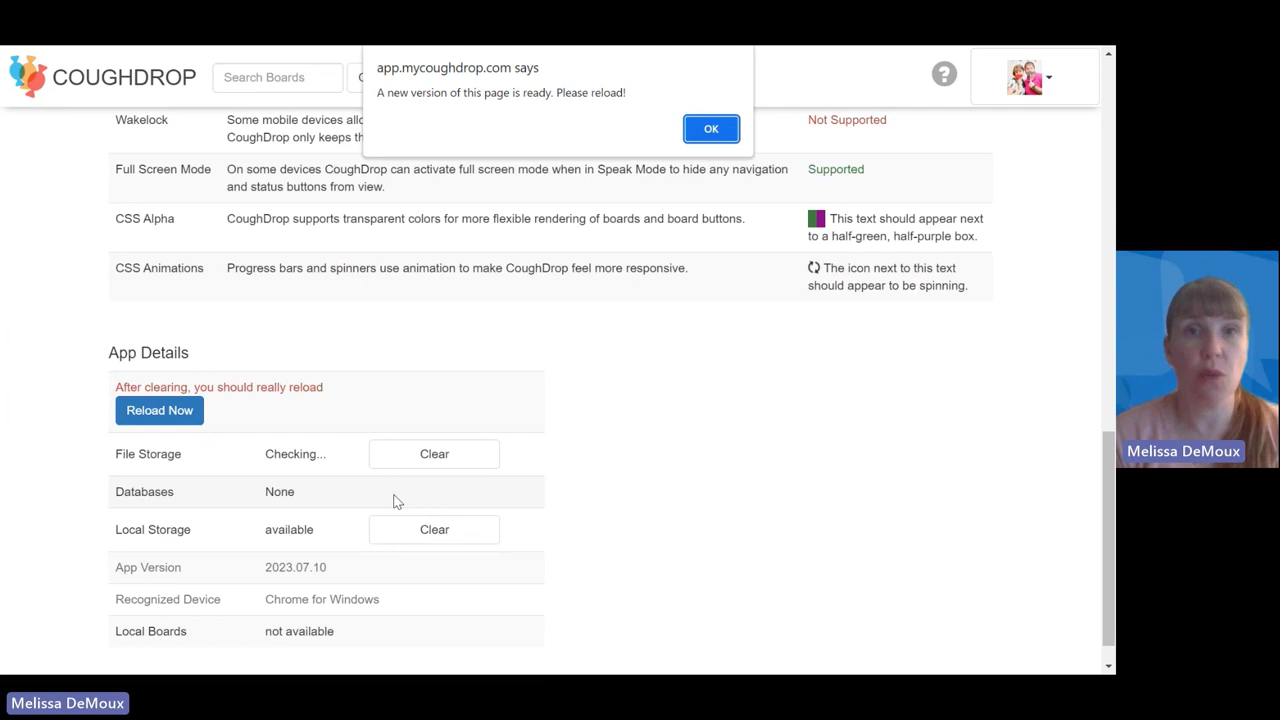 app.mycoughdrop.com says
A new version of this page is ready. Please reload!
OK
COUGHDROP
Search Boards
?
Wakelock
Some mobile devices
CoughDrop only keeps
Not Supported
Full Screen Mode
On some devices CoughDrop can activate full screen mode when in Speak Mode to hide any navigation
and status buttons from view.
Supported
CSS Alpha
CoughDrop supports transparent colors for more flexible rendering of boards and board buttons.
This text should appear next
to a half-green, half-purple box.
CSS Animations
Progress bars and spinners use animation to make CoughDrop feel more responsive.
The icon next to this text
should appear to be spinning.
App Details
After clearing, you should really reload
Reload Now
File Storage
Checking...
Clear
Databases
None
Local Storage
available
Clear
App Version
2023.07.10
Recognized Device
Chrome for Windows
Local Boards
not available
Melissa DeMoux
Melissa DeMoux